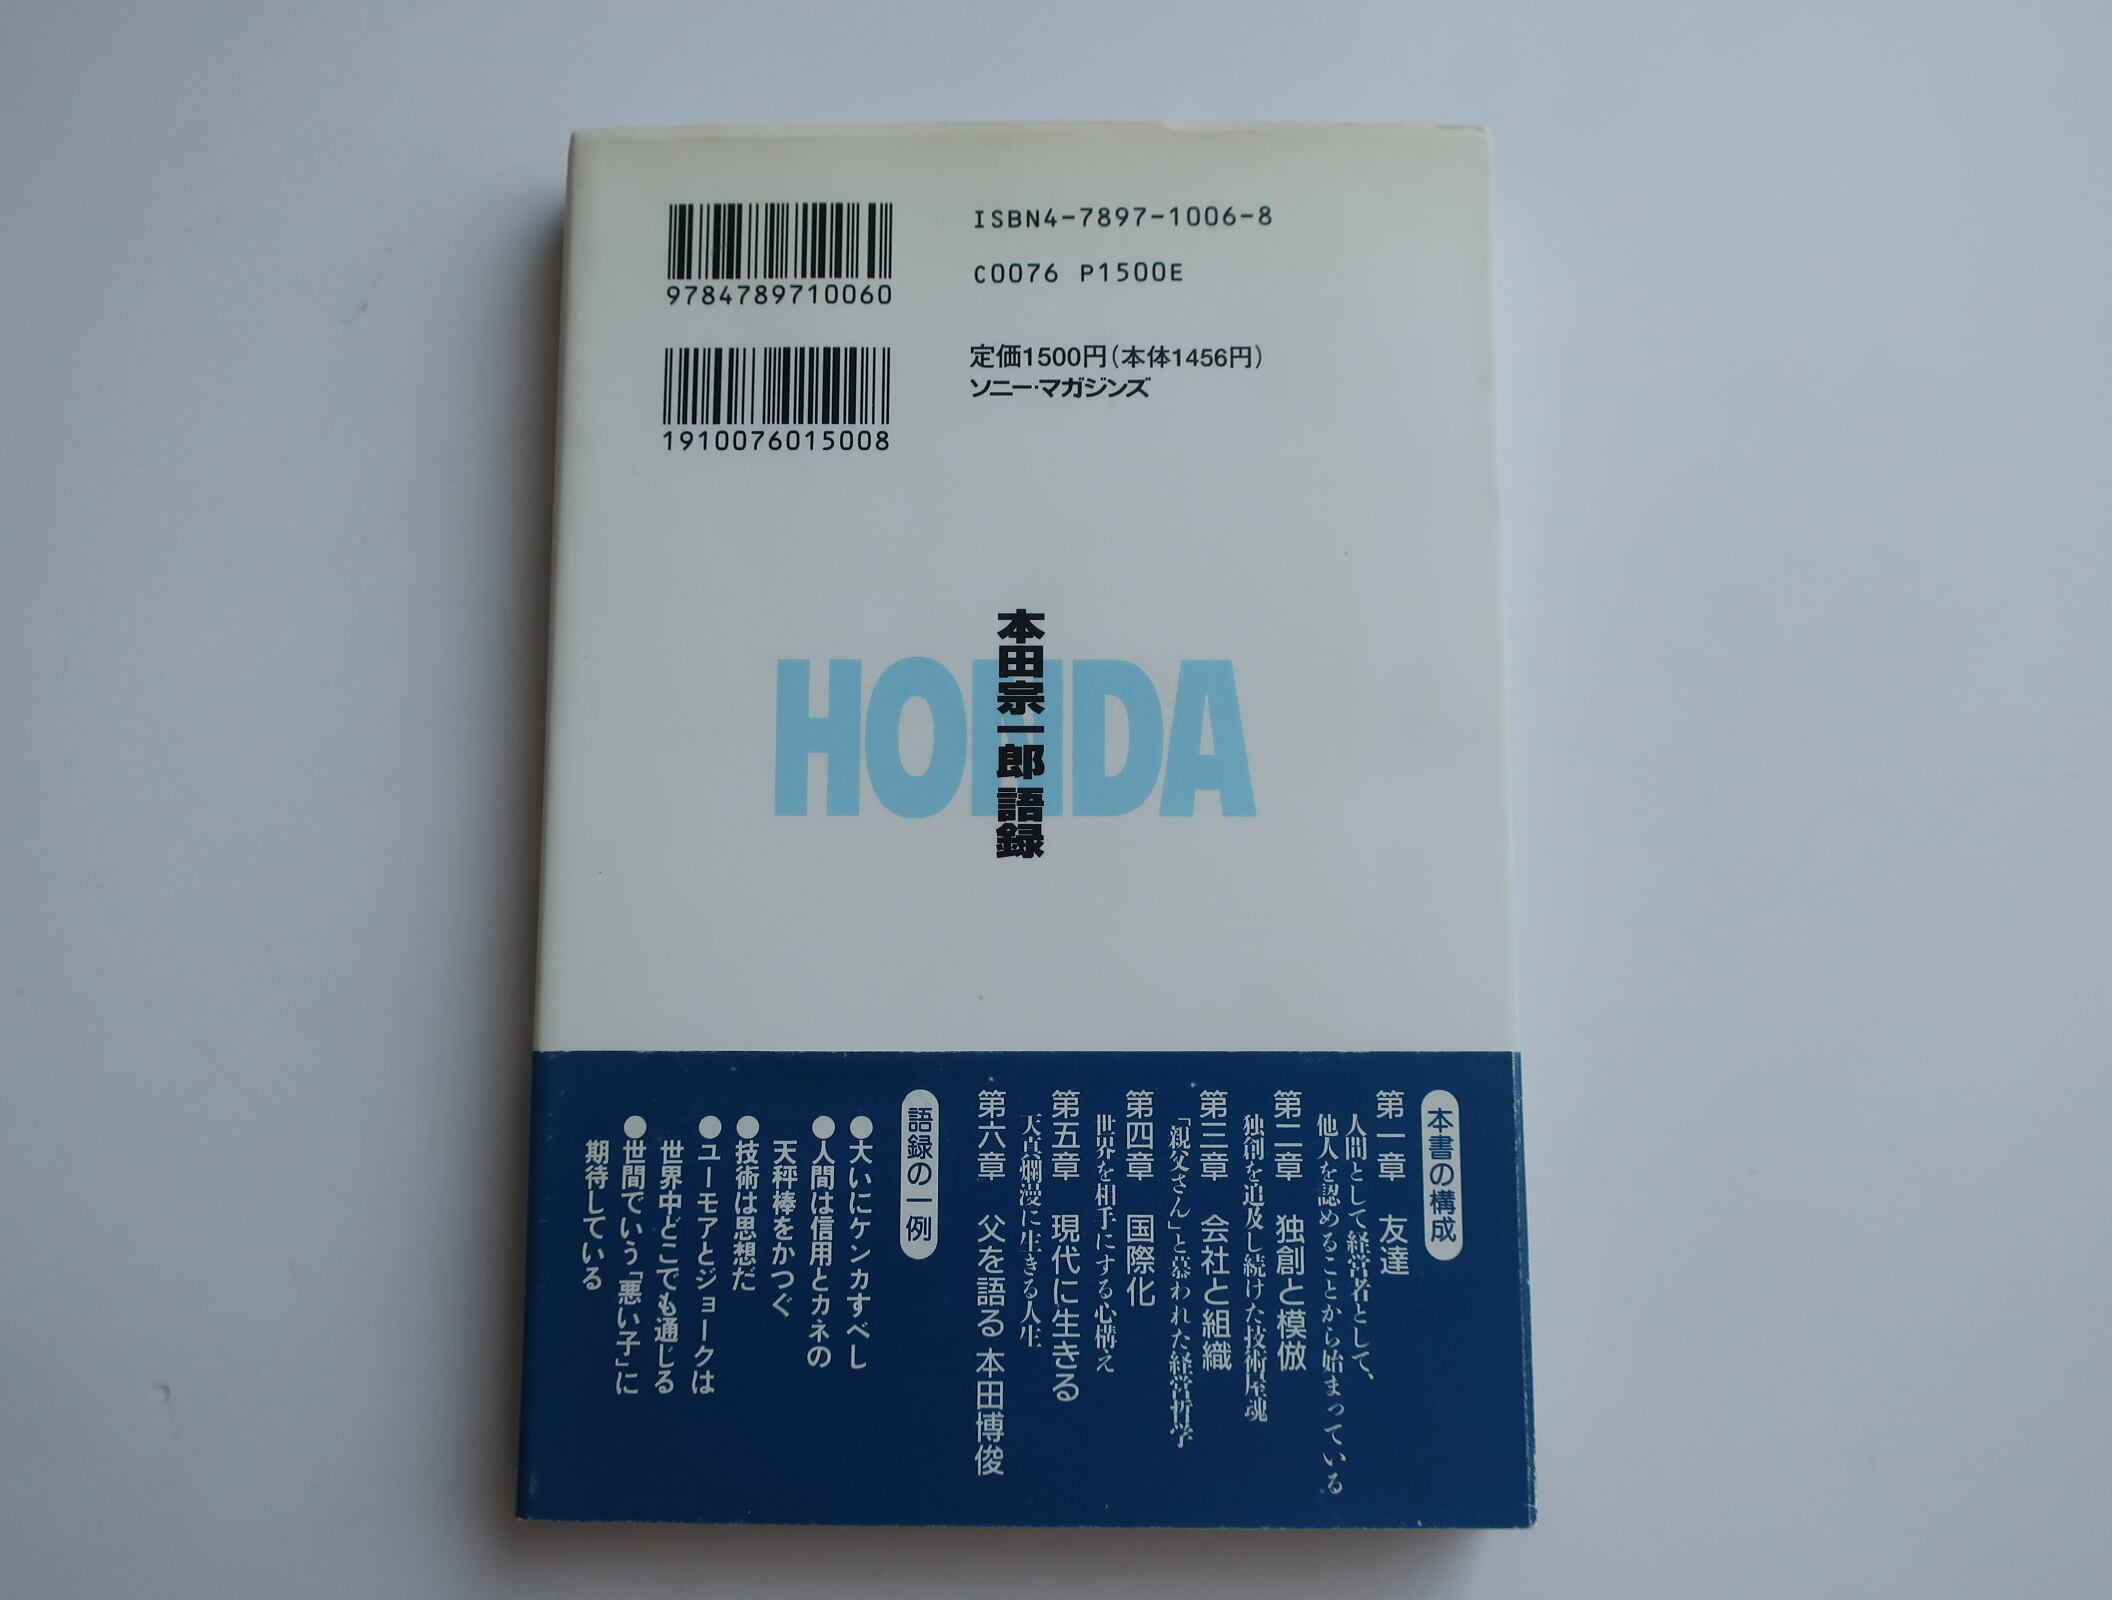 9784789710060
ISBN4-7897-1006-8
C0076 P1500E
1910076015008
定価1500円(本体1456円)
ソニー・マガジンズ
HONDA
本田宗一郎 語録
本書の構成
第一章 友達
人間として経営者として、
他人を認めることから始まっている
第二章 独創と模倣
独創を追及し続けた技術屋魂
第三章 会社と組織
「親父さん」と慕われた経営哲学
第四章 国際化
世界を相手にする心構え
第五章 現代に生きる
天真爛漫に生きる人生
第六章 父を語る 本田博俊
語録の一例
●大いにケンカすべし
●人間は信用とカネの
天秤棒をかつぐ
●技術は思想だ
●ユーモアとジョークは
世界中どこでも通じる
●世間でいう「悪い子」に
期待している